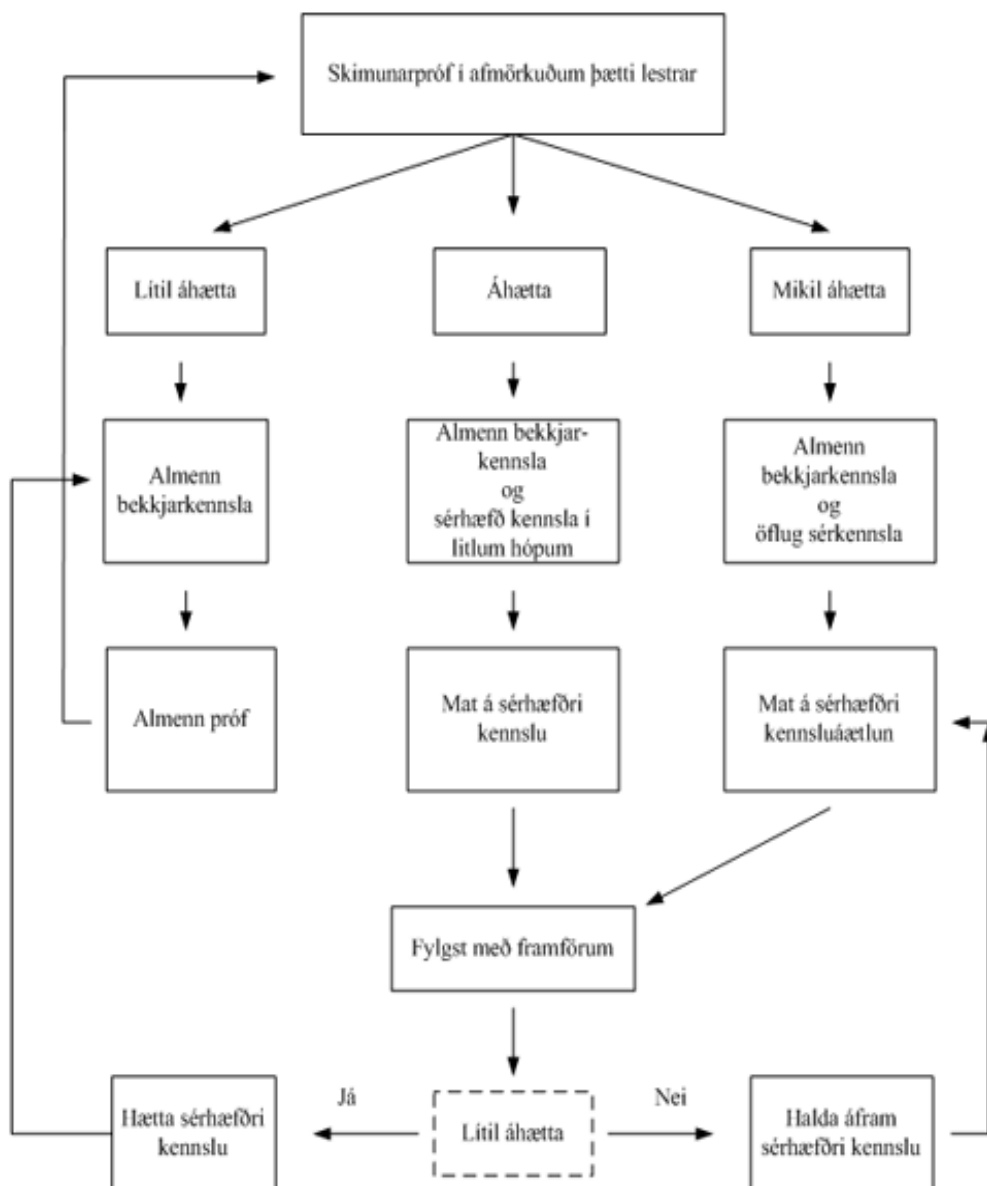 Skimunarpróf í afmörkuðum þætti lestrar
Lítil áhætta
Áhætta
Mikil áhætta
Almenn
bekkjarkennsla
Almenn bekkjar-
kennsla
og
sérhæfð kennsla í
litlum hópum
Almenn
bekkjarkennsla
og
öflug sérkennsla
Almenn próf
Mat á sérhæfðri
kennslu
Mat á sérhæfðri
kennsluáætlun
Fylgst með framförum
Hætta sérhæfðri
kennslu
Já
Lítil áhætta
Nei
Halda áfram
sérhæfðri kennslu